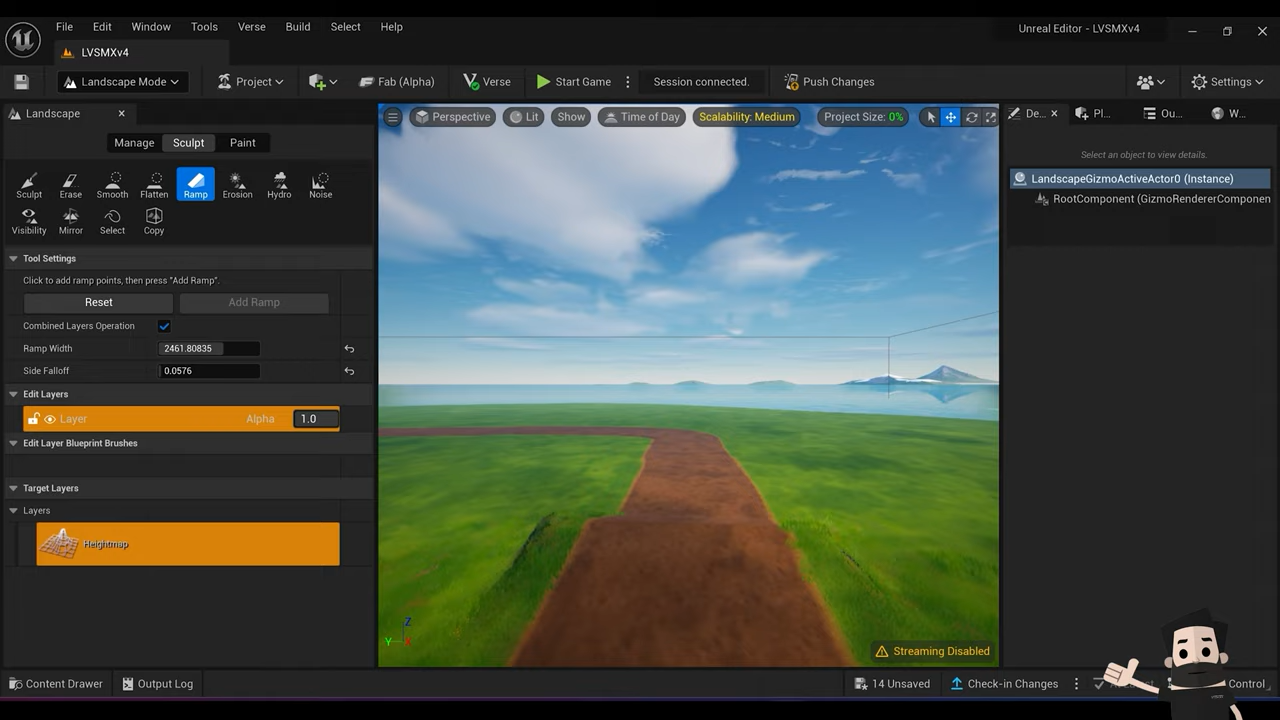 File Edit Window Tools Verse Build Select Help
Unreal Editor - LVSMXv4
LVSMXv4
Landscape Mode
Project
Fab (Alpha)
Verse
Start Game
Session connected.
Push Changes
Settings
Landscape
Perspective
Lit
Show
Time of Day
Scalability: Medium
Project Size: 0%
De...
Pl...
Ou...
W...
Manage Sculpt Paint
Select an object to view details.
LandscapeGizmoActiveActor0 (Instance)
RootComponent (GizmoRendererComponen
Sculpt Erase Smooth Flatten Ramp Erosion Hydro Noise
Visibility Mirror Select Copy
Tool Settings
Click to add ramp points, then press "Add Ramp".
Reset Add Ramp
Combined Layers Operation
Ramp Width 2461.80835
Side Falloff 0.0576
Edit Layers
Layer Alpha 1.0
Edit Layer Blueprint Brushes
Target Layers
Layers
Heightmap
Z
Y X
Streaming Disabled
Content Drawer
Output Log
14 Unsaved
Check-in Changes
Control